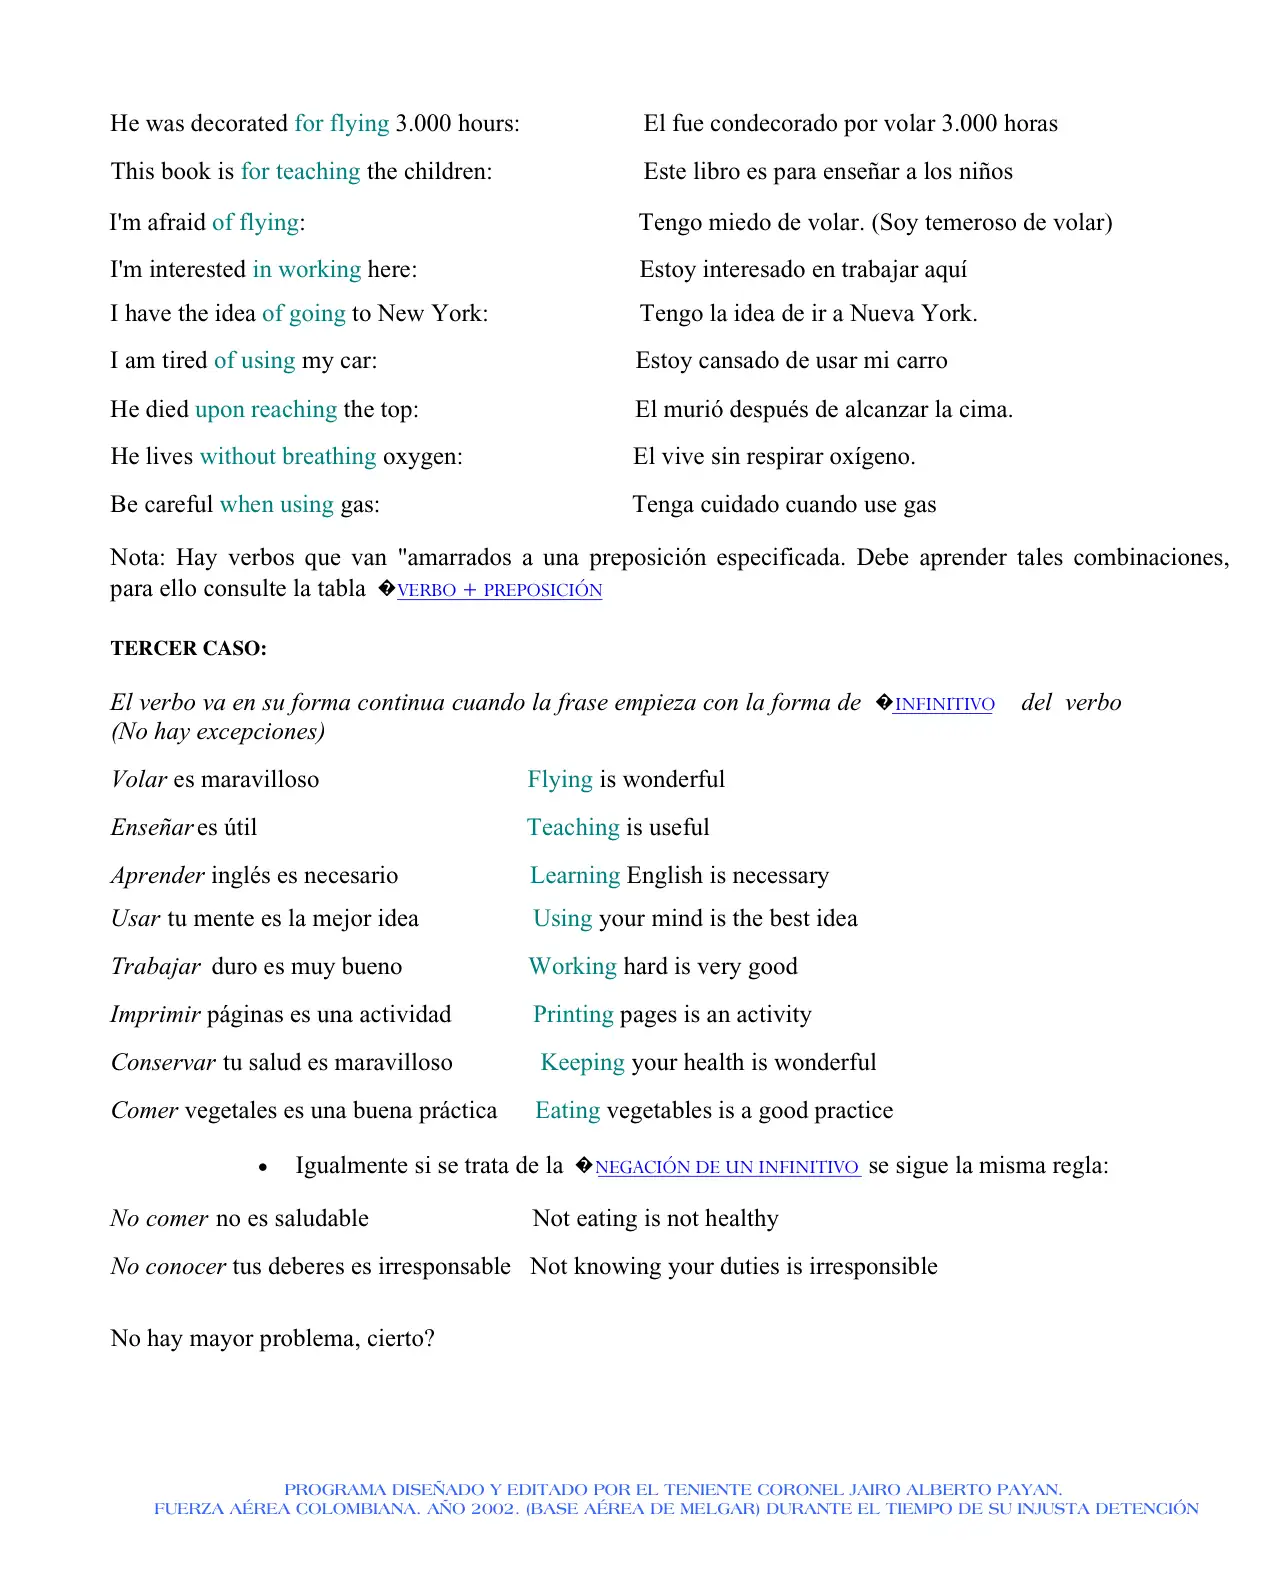 He was decorated for flying 3.000 hours: El fue condecorado por volar 3.000 horas
This book is for teaching the children: Este libro es para enseñar a los niños
I'm afraid of flying: Tengo miedo de volar. (Soy temeroso de volar)
I'm interested in working here: Estoy interesado en trabajar aquí
I have the idea of going to New York: Tengo la idea de ir a Nueva York.
I am tired of using my car: Estoy cansado de usar mi carro
He died upon reaching the top: El murió después de alcanzar la cima.
He lives without breathing oxygen: El vive sin respirar oxígeno.
Be careful when using gas: Tenga cuidado cuando use gas
Nota: Hay verbos que van "amarrados a una preposición especificada. Debe aprender tales combinaciones,
para ello consulte la tabla �VERBO + PREPOSICIÓN
TERCER CASO:
El verbo va en su forma continua cuando la frase empieza con la forma de �INFINITIVO del verbo
(No hay excepciones)
Volar es maravilloso Flying is wonderful
Enseñar es útil Teaching is useful
Aprender inglés es necesario Learning English is necessary
Usar tu mente es la mejor idea Using your mind is the best idea
Trabajar duro es muy bueno Working hard is very good
Imprimir páginas es una actividad Printing pages is an activity
Conservar tu salud es maravilloso Keeping your health is wonderful
Comer vegetales es una buena práctica Eating vegetables is a good practice
• Igualmente si se trata de la �NEGACIÓN DE UN INFINITIVO se sigue la misma regla:
No comer no es saludable Not eating is not healthy
No conocer tus deberes es irresponsable Not knowing your duties is irresponsible
No hay mayor problema, cierto?
PROGRAMA DISEÑADO Y EDITADO POR EL TENIENTE CORONEL JAIRO ALBERTO PAYAN.
FUERZA AÉREA COLOMBIANA. AÑO 2002. (BASE AÉREA DE MELGAR) DURANTE EL TIEMPO DE SU INJUSTA DETENCIÓN